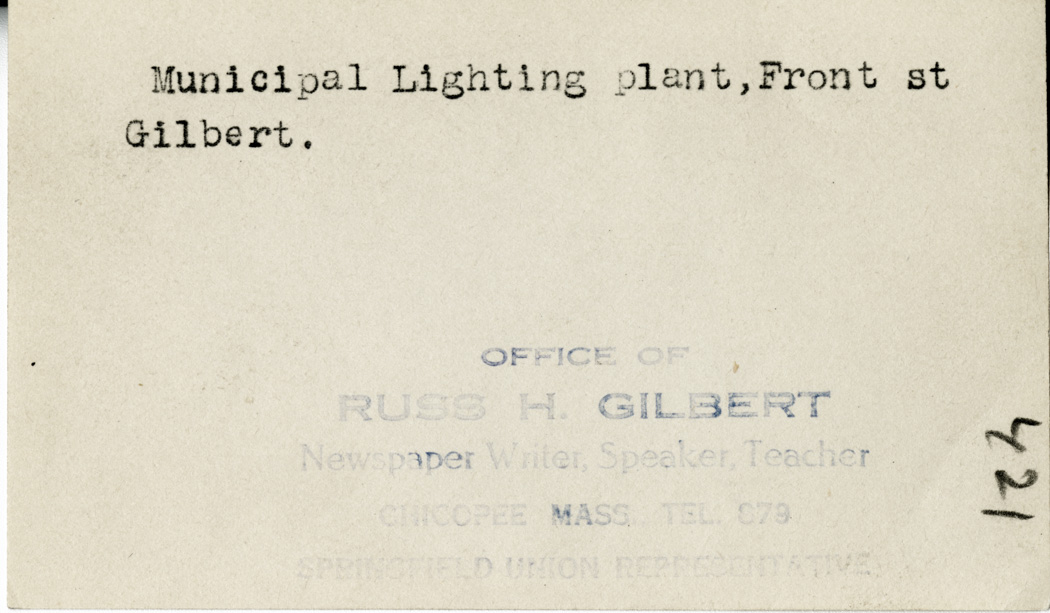 Municipal Lighting plant,Front st
Gilbert.
OFFICE OF
RUSS H. GILBERT
Newspaper Writer, Speaker, Teacher
CHICOPEE MASS. TEL. 879
SPRINGFIELD UNION REPRESENTATIVE
124